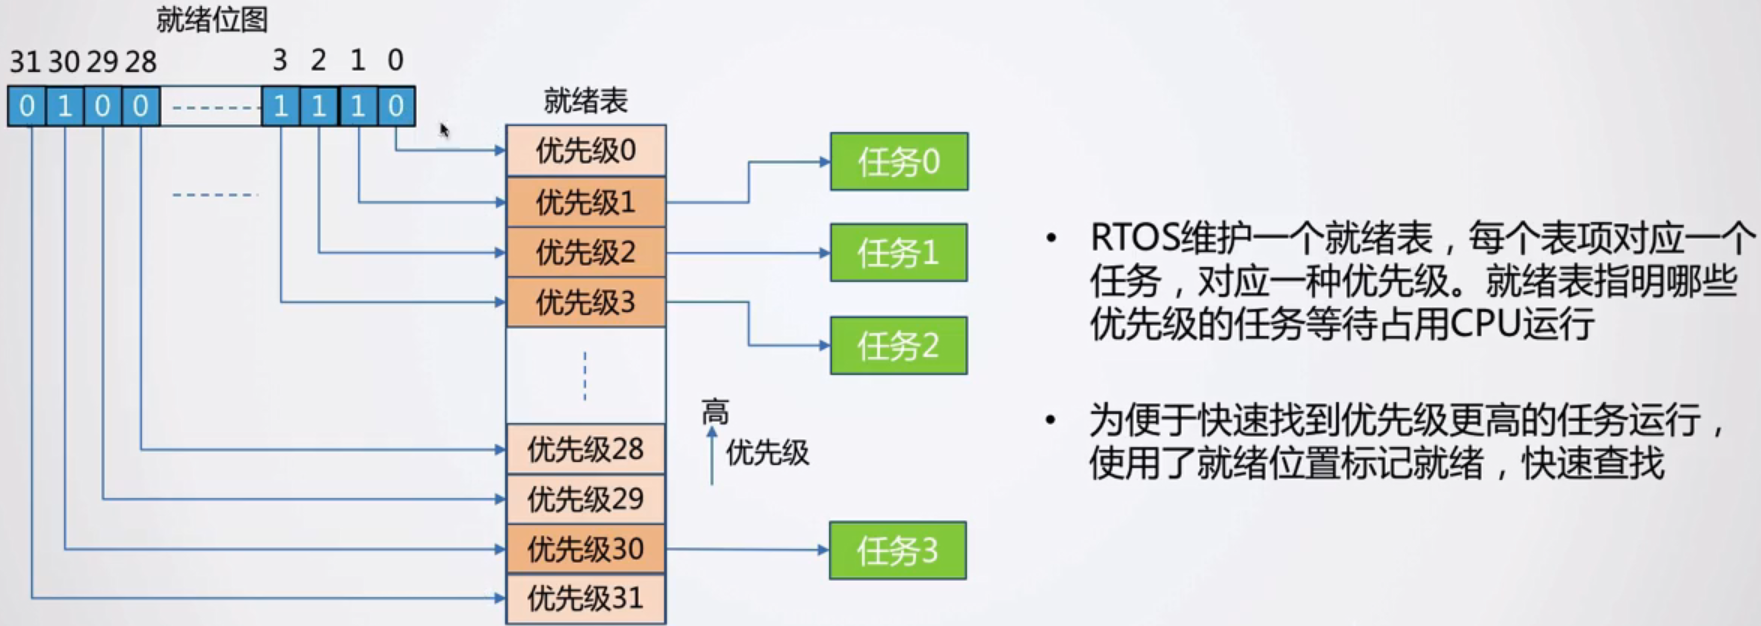 就绪位图
31 30 29 28 3 2 1 0
0 1 0 0 1 1 1 0
就绪表
优先级0
优先级1
优先级2
优先级3
优先级28
优先级29
优先级30
优先级31
任务0
任务1
任务2
任务3
高
优先级
• RTOS维护一个就绪表，每个表项对应一个
任务，对应一种优先级。就绪表指明哪些
优先级的任务等待占用CPU运行
• 为便于快速找到优先级更高的任务运行，
使用了就绪位置标记就绪，快速查找